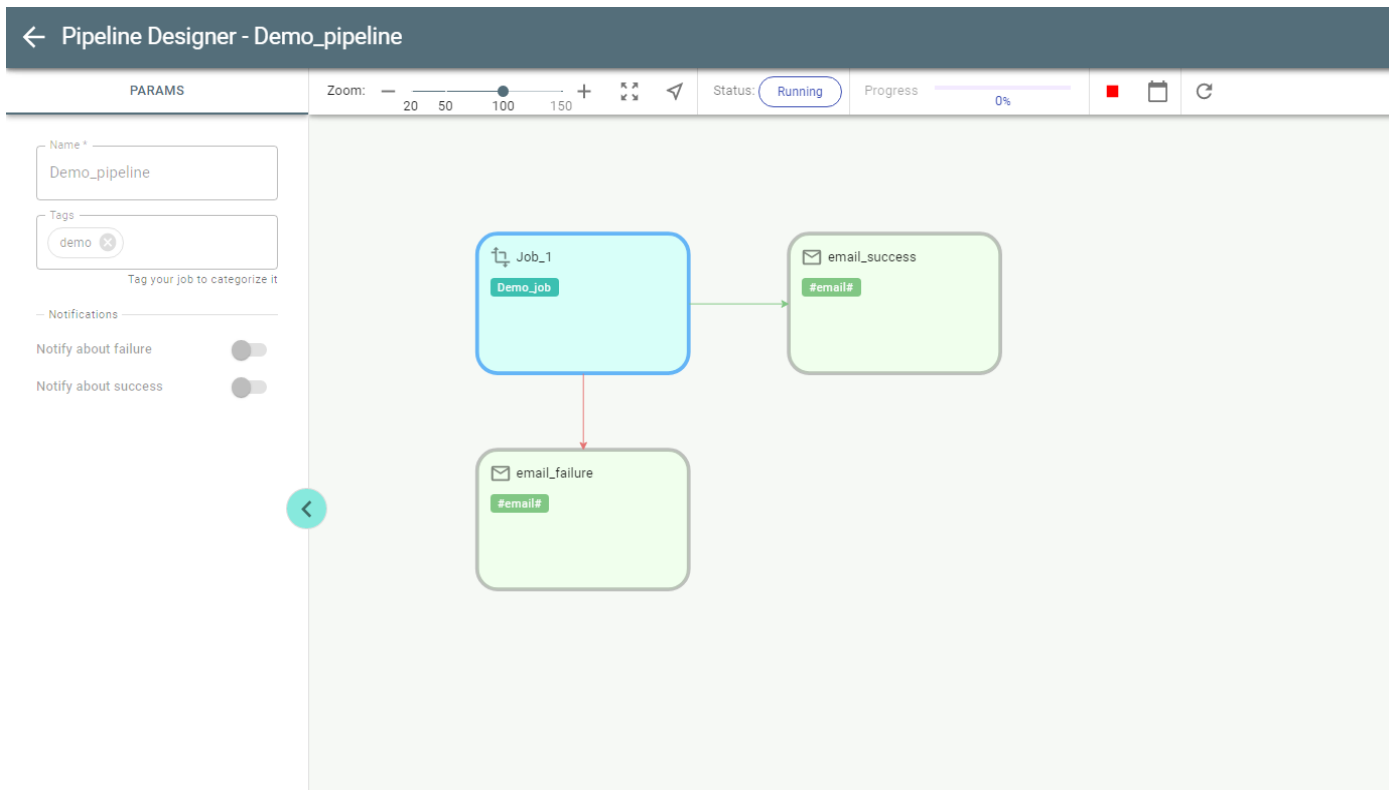 Pipeline Designer - Demo_pipeline
PARAMS
Zoom: 20 50 100 150 Status: Running Progress 0%
Name *
Demo_pipeline
Tags
demo
Tag your job to categorize it
Notifications
Notify about failure
Notify about success
Job_1
Demo_job
email_success
#email#
email_failure
#email#